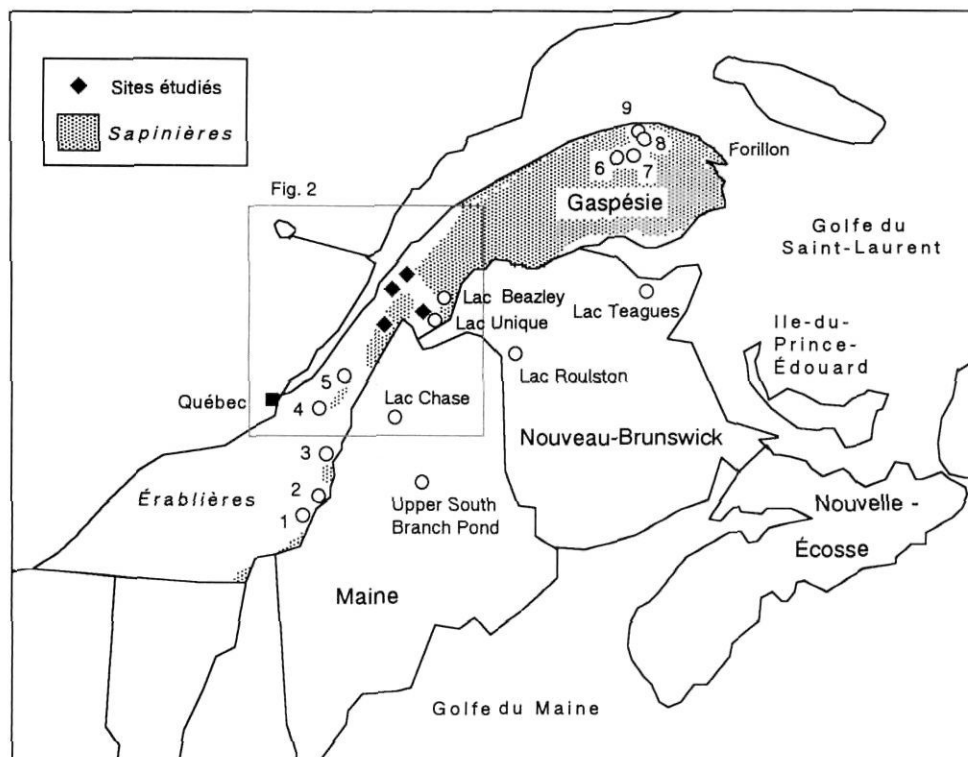 Sites étudiés
Sapinières
Fig. 2
9
8
6
7
Forillon
Gaspésie
Golfe du
Saint-Laurent
Lac Beazley
Lac Unique
Lac Teagues
Ile-du-
Prince-
Édouard
Lac Roulston
5
Québec
4
Lac Chase
Nouveau-Brunswick
3
Érablières
2
1
Upper South
Branch Pond
Nouvelle -
Écosse
Maine
Golfe du Maine